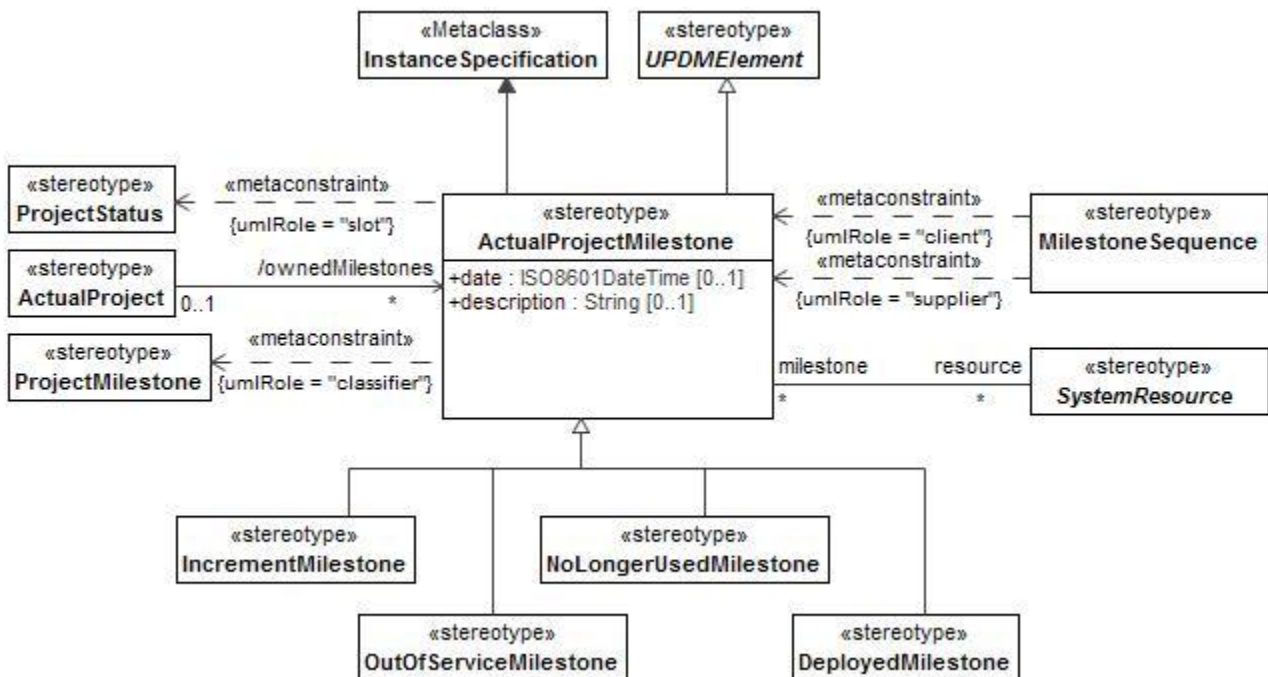 «Metaclass»
InstanceSpecification
«stereotype»
UPDMElement
«stereotype»
ProjectStatus
«metaconstraint»
{umlRole = "slot"}
«stereotype»
ActualProject
/ownedMilestones
0..1
*
«stereotype»
ProjectMilestone
«metaconstraint»
{umlRole = "classifier"}
«stereotype»
ActualProjectMilestone
+date : ISO8601DateTime [0..1]
+description : String [0..1]
«metaconstraint»
{umlRole = "client"}
«metaconstraint»
{umlRole = "supplier"}
«stereotype»
MilestoneSequence
milestone
resource
*
*
«stereotype»
SystemResource
«stereotype»
IncrementMilestone
«stereotype»
NoLongerUsedMilestone
«stereotype»
OutOfServiceMilestone
«stereotype»
DeployedMilestone